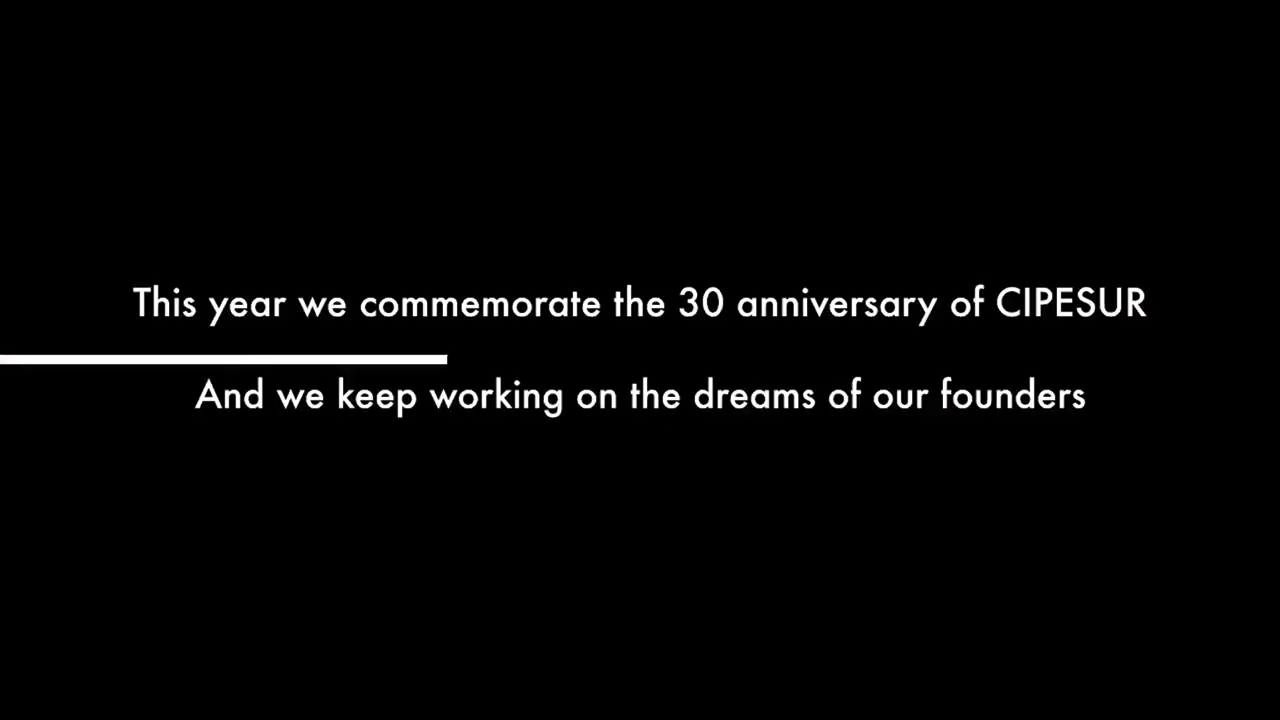 This year we commemorate the 30 anniversary of CIPESUR
And we keep working on the dreams of our founders